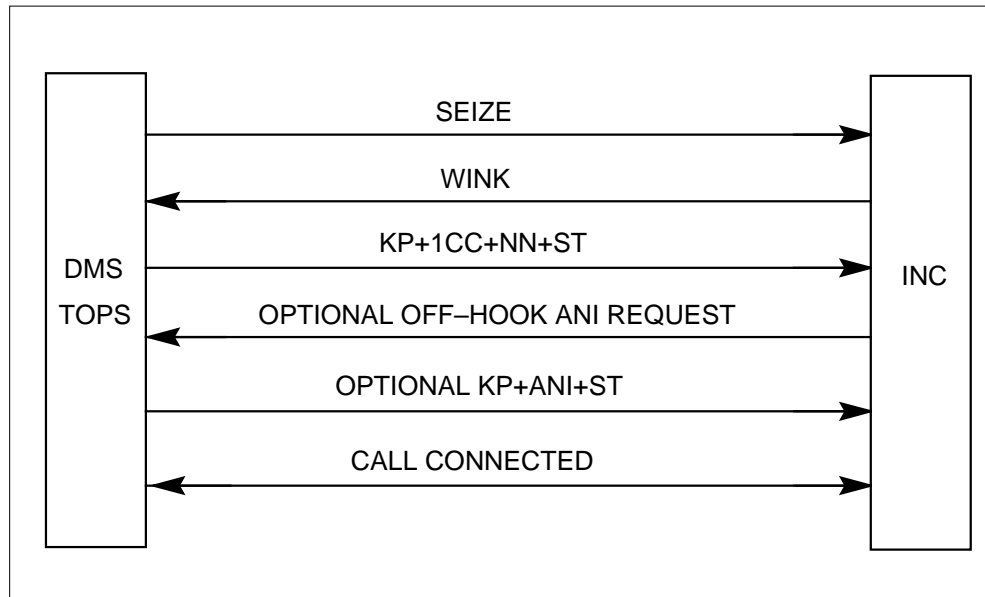 SEIZE
WINK
KP+1CC+NN+ST
DMS
TOPS
INC
OPTIONAL OFF–HOOK ANI REQUEST
OPTIONAL KP+ANI+ST
CALL CONNECTED